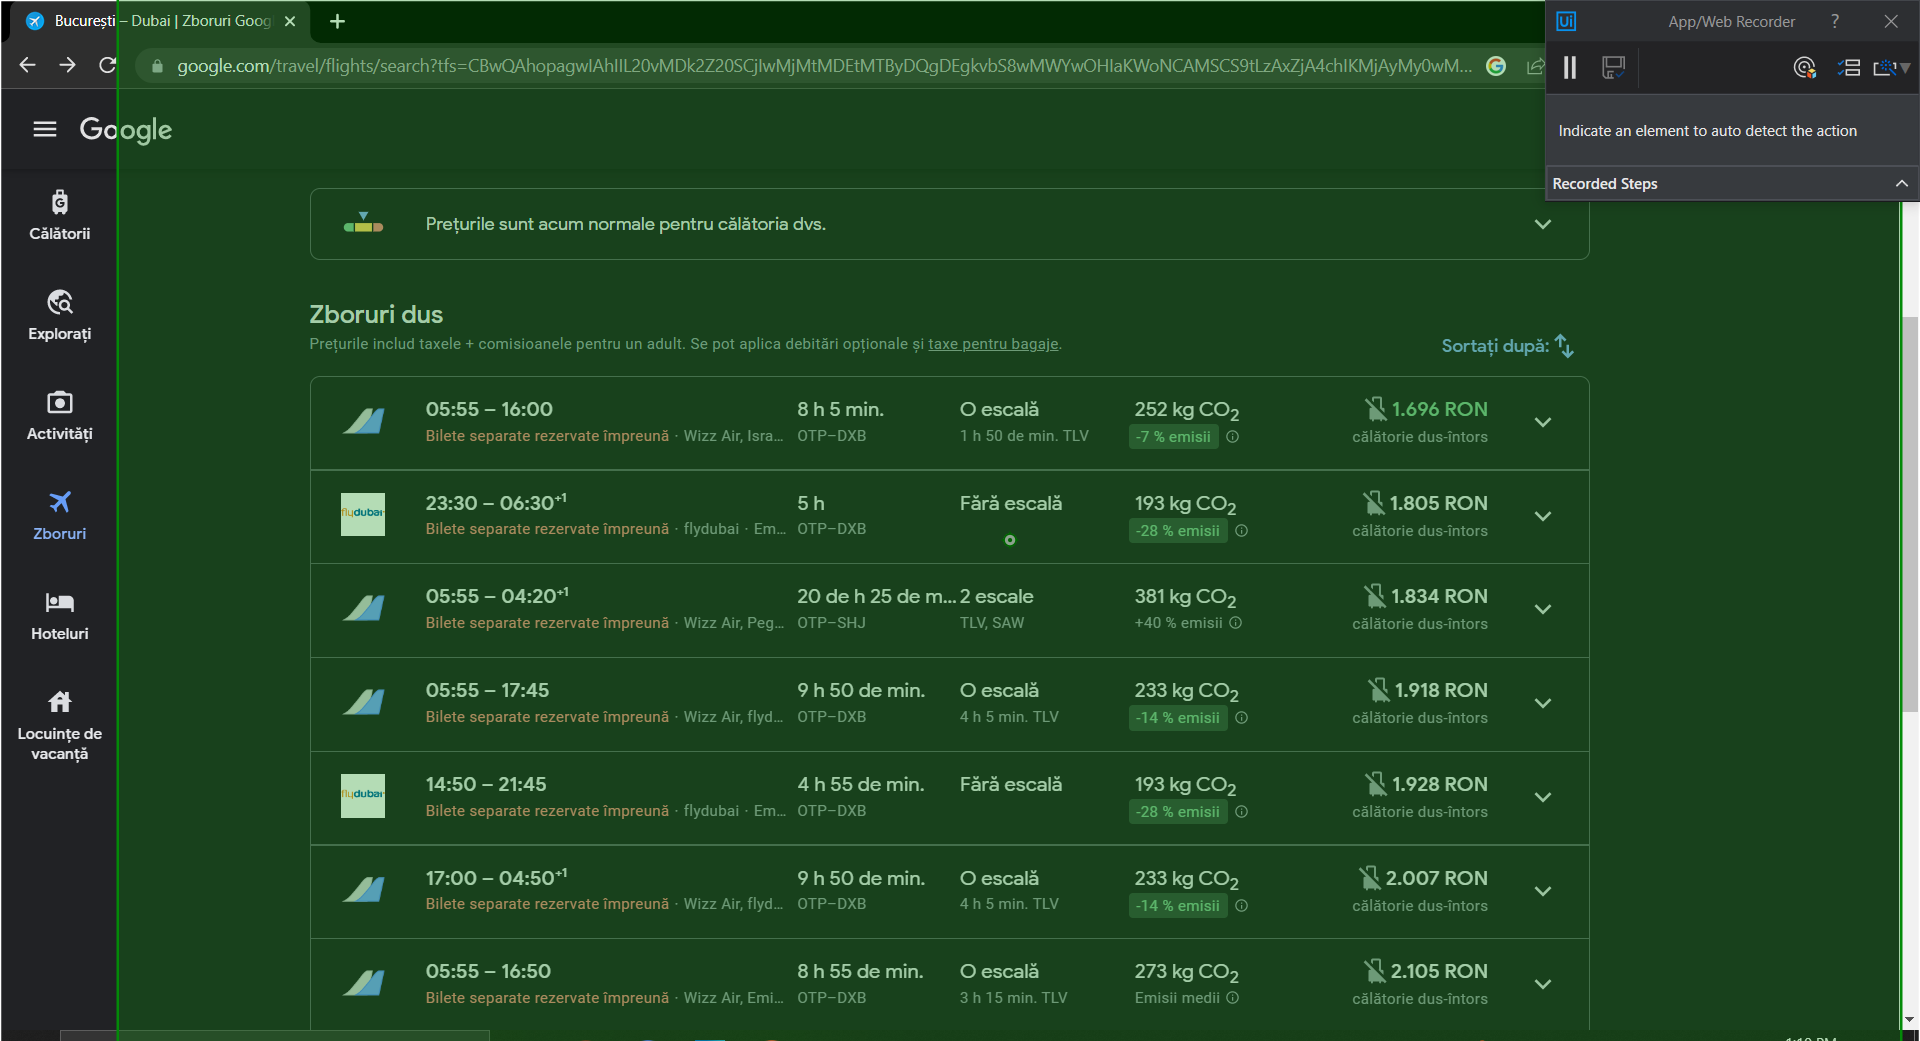 București – Dubai | Zboruri Goog
google.com/travel/flights/search?tfs=CBwQAhopagwIAhIIL20vMDk2Z20SCjIwMjMtMDEtMTByDQgDEgkvbS8wMWYwOHIaKWoNCAMSCS9tLzAxZjA4chIKMjAyMy0wM...
Ui App/Web Recorder ?
Indicate an element to auto detect the action
Recorded Steps
Google
Călătorii
Explorați
Activități
Zboruri
Hoteluri
Locuințe de
vacanță
Prețurile sunt acum normale pentru călătoria dvs.
Zboruri dus
Prețurile includ taxele + comisioanele pentru un adult. Se pot aplica debitări opționale și taxe pentru bagaje.
Sortați după:
05:55 – 16:00 8 h 5 min. O escală 252 kg CO2 1.696 RON
Bilete separate rezervate împreună · Wizz Air, Isra... OTP–DXB 1 h 50 de min. TLV -7 % emisii călătorie dus-întors
flydubai
23:30 – 06:30+1 5 h Fără escală 193 kg CO2 1.805 RON
Bilete separate rezervate împreună · flydubai · Em... OTP–DXB -28 % emisii călătorie dus-întors
05:55 – 04:20+1 20 de h 25 de m... 2 escale 381 kg CO2 1.834 RON
Bilete separate rezervate împreună · Wizz Air, Peg... OTP–SHJ TLV, SAW +40 % emisii călătorie dus-întors
05:55 – 17:45 9 h 50 de min. O escală 233 kg CO2 1.918 RON
Bilete separate rezervate împreună · Wizz Air, flyd... OTP–DXB 4 h 5 min. TLV -14 % emisii călătorie dus-întors
flydubai
14:50 – 21:45 4 h 55 de min. Fără escală 193 kg CO2 1.928 RON
Bilete separate rezervate împreună · flydubai · Em... OTP–DXB -28 % emisii călătorie dus-întors
17:00 – 04:50+1 9 h 50 de min. O escală 233 kg CO2 2.007 RON
Bilete separate rezervate împreună · Wizz Air, flyd... OTP–DXB 4 h 5 min. TLV -14 % emisii călătorie dus-întors
05:55 – 16:50 8 h 55 de min. O escală 273 kg CO2 2.105 RON
Bilete separate rezervate împreună · Wizz Air, Emi... OTP–DXB 3 h 15 min. TLV Emisii medii călătorie dus-întors